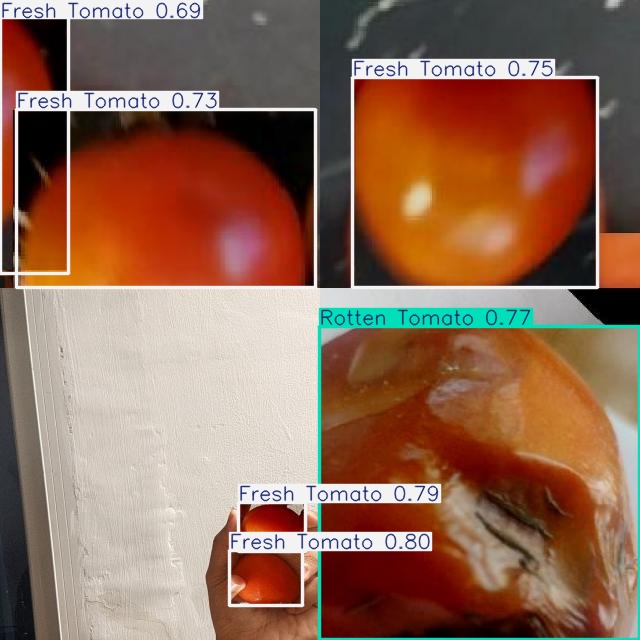 Fresh Tomato 0.69
Fresh Tomato 0.75
Fresh Tomato 0.73
Rotten Tomato 0.77
Fresh Tomato 0.79
Fresh Tomato 0.80